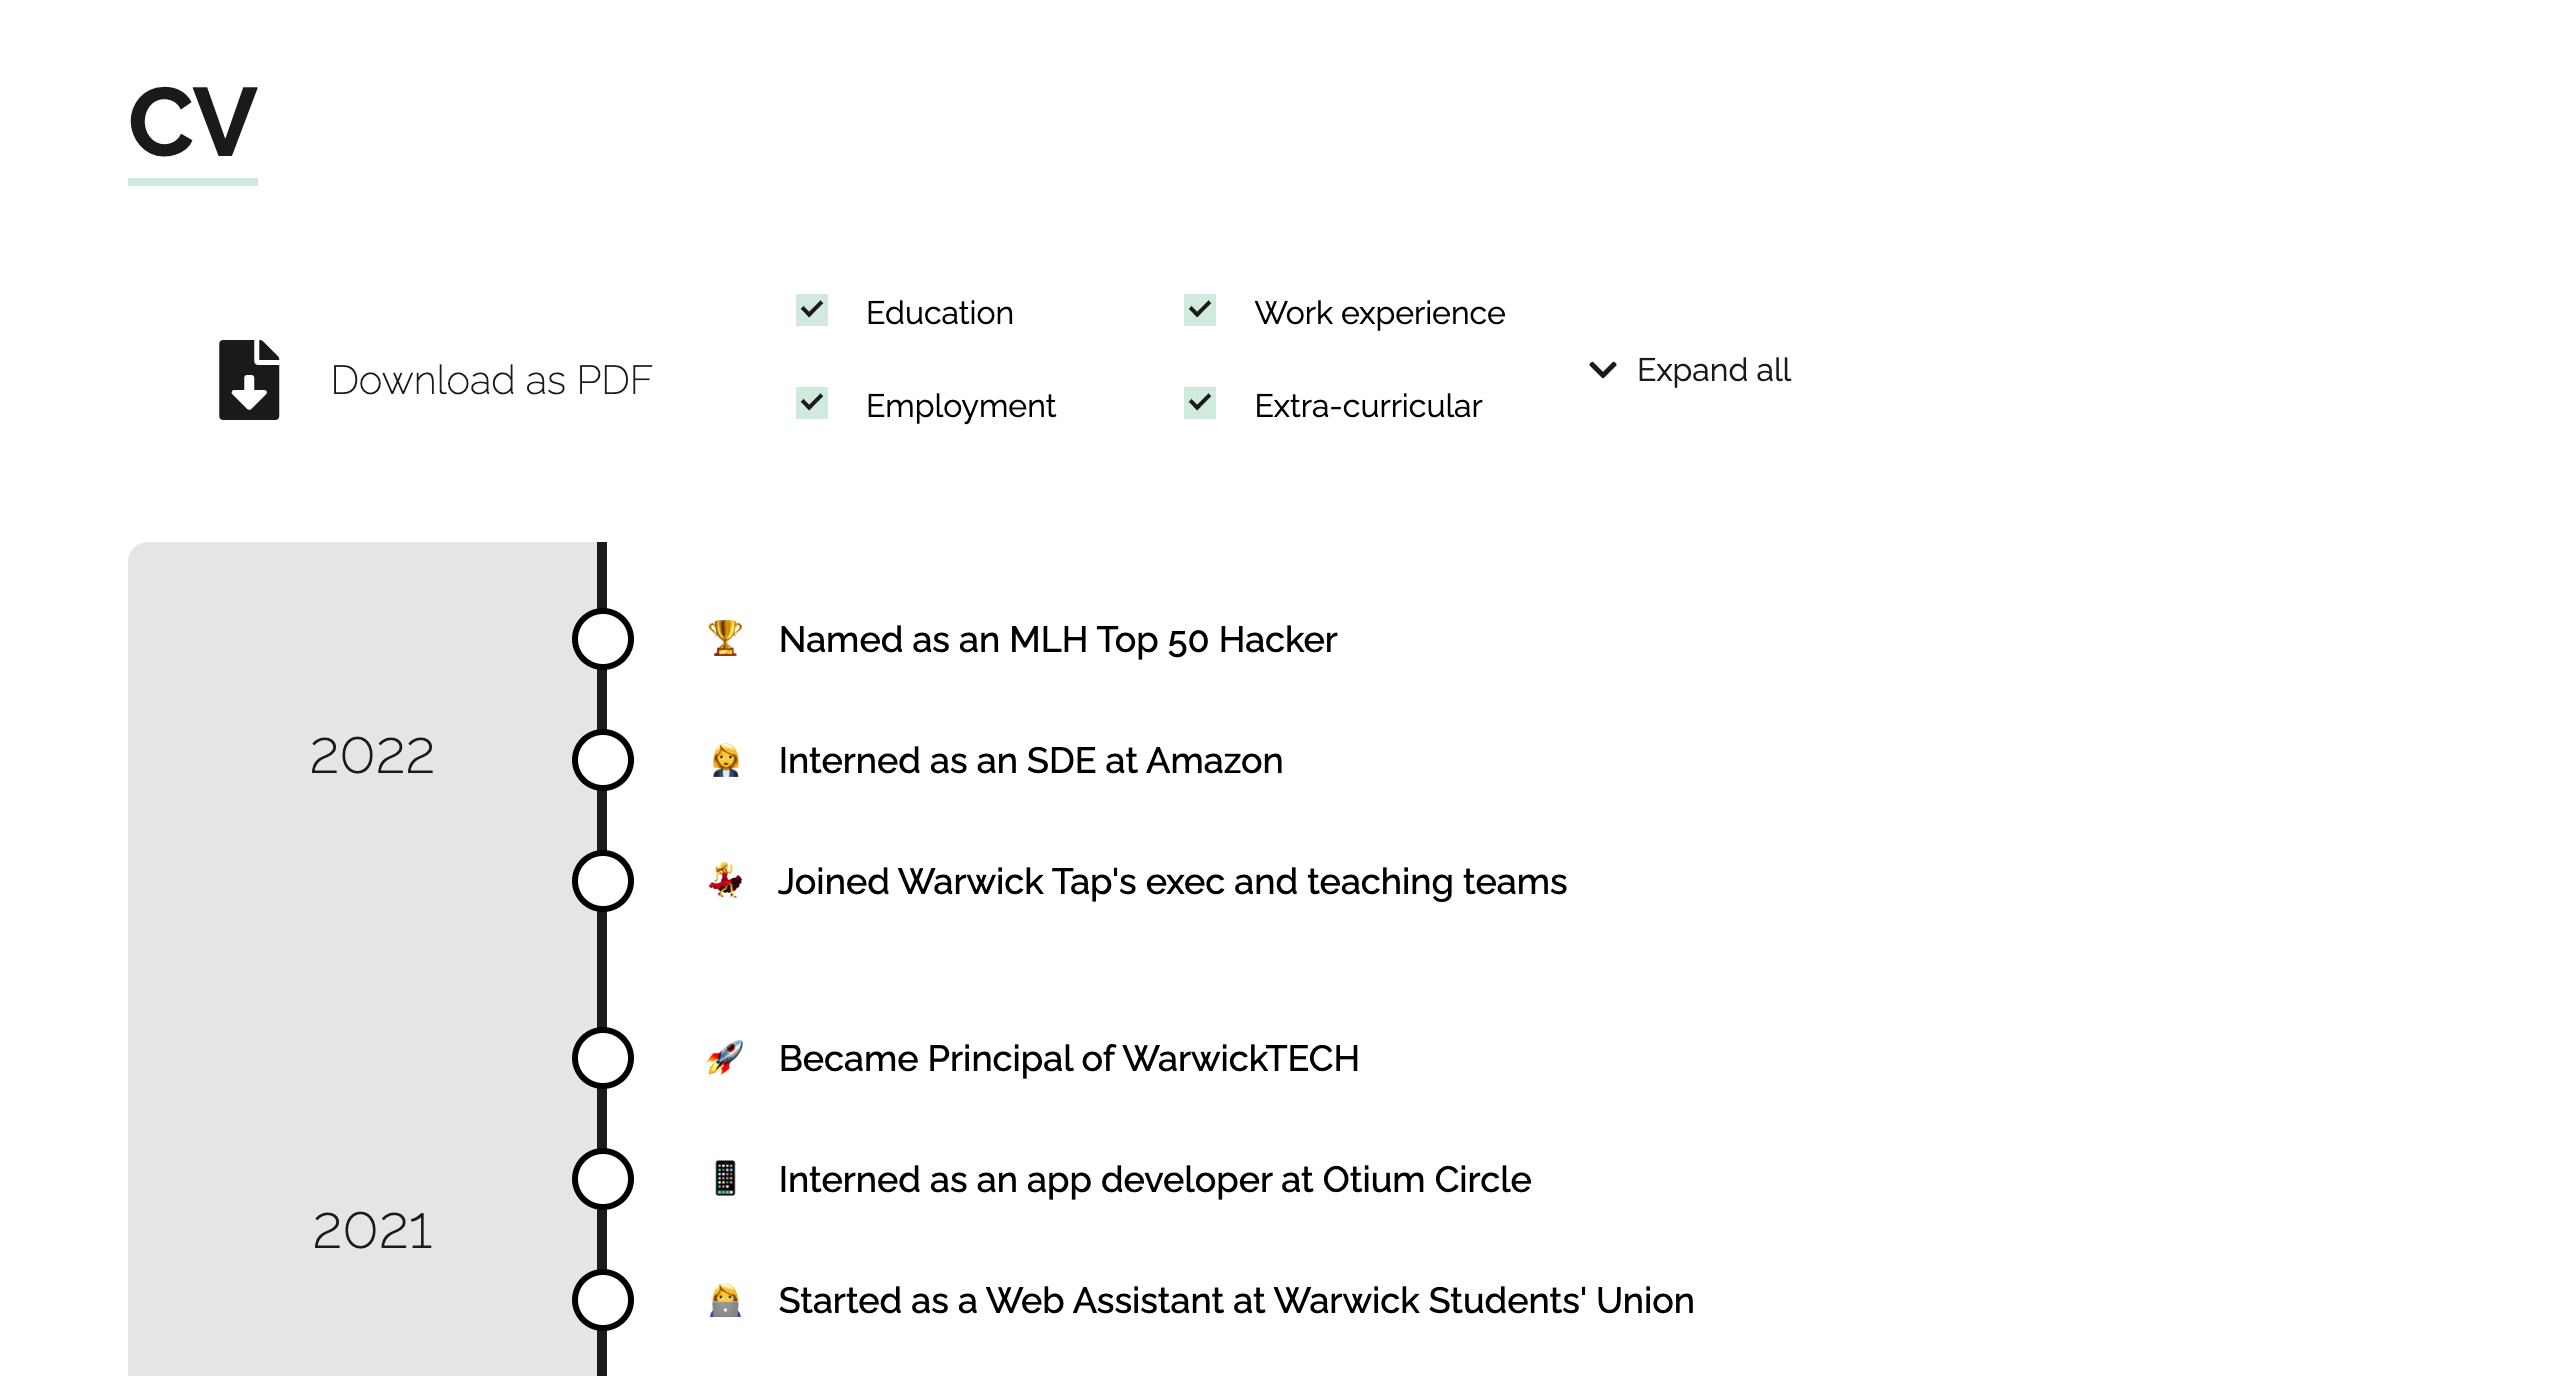 CV
Download as PDF
Education
Work experience
Employment
Extra-curricular
Expand all
2022
Named as an MLH Top 50 Hacker
Interned as an SDE at Amazon
Joined Warwick Tap's exec and teaching teams
2021
Became Principal of WarwickTECH
Interned as an app developer at Otium Circle
Started as a Web Assistant at Warwick Students' Union